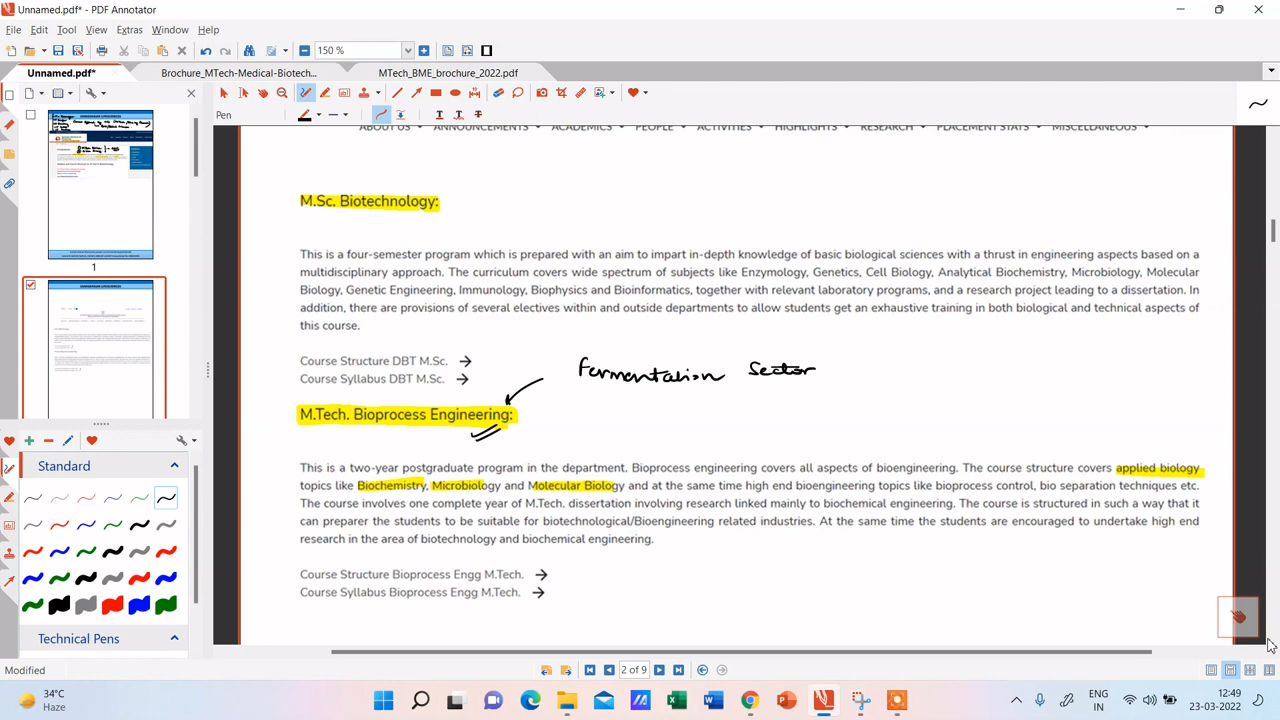 Unnamed.pdf* - PDF Annotator
File Edit Tool View Extras Window Help
150 %
Unnamed.pdf* Brochure_MTech-Medical-Biotech... MTech_BME_brochure_2022.pdf
Pen
ABOUT US ANNOUNCEMENTS ACADEMICS PEOPLE ACTIVITIES HIGHLIGHTS RESEARCH PLACEMENT STATS MISCELLANEOUS
1
M.Sc. Biotechnology:
This is a four-semester program which is prepared with an aim to impart in-depth knowledge of basic biological sciences with a thrust in engineering aspects based on a
multidisciplinary approach. The curriculum covers wide spectrum of subjects like Enzymology, Genetics, Cell Biology, Analytical Biochemistry, Microbiology, Molecular
Biology, Genetic Engineering, Immunology, Biophysics and Bioinformatics, together with relevant laboratory programs, and a research project leading to a dissertation. In
addition, there are provisions of several electives within and outside departments to allow students get an exhaustive training in both biological and technical aspects of
this course.
Course Structure DBT M.Sc. →
Course Syllabus DBT M.Sc. →
Fermentation Sector
M.Tech. Bioprocess Engineering:
This is a two-year postgraduate program in the department. Bioprocess engineering covers all aspects of bioengineering. The course structure covers applied biology
topics like Biochemistry, Microbiology and Molecular Biology and at the same time high end bioengineering topics like bioprocess control, bio separation techniques etc.
The course involves one complete year of M.Tech. dissertation involving research linked mainly to biochemical engineering. The course is structured in such a way that it
can preparer the students to be suitable for biotechnological/Bioengineering related industries. At the same time the students are encouraged to undertake high end
research in the area of biotechnology and biochemical engineering.
Course Structure Bioprocess Engg M.Tech. →
Course Syllabus Bioprocess Engg M.Tech. →
Standard
Technical Pens
Modified
2 of 9
34°C
Haze
ENG
IN
12:49
23-03-2022